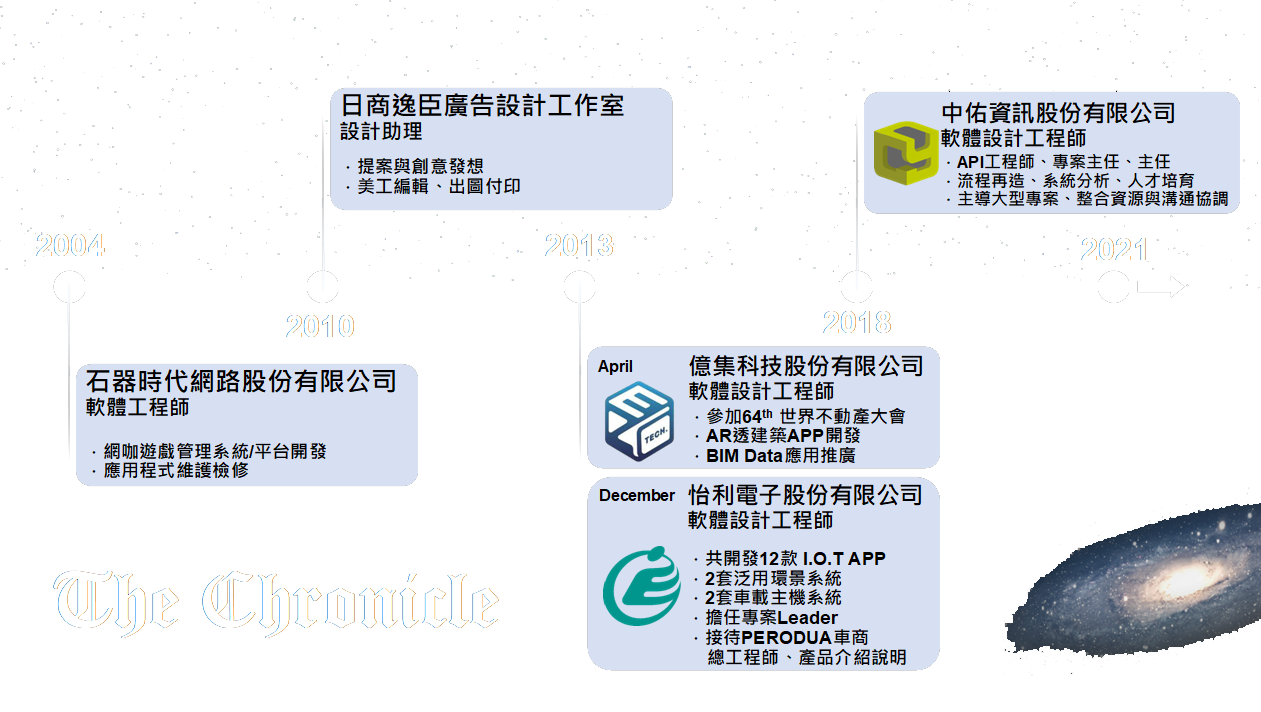 2004
石器時代網路股份有限公司
軟體工程師
· 網咖遊戲管理系統/平台開發
· 應用程式維護檢修
2010
日商逸臣廣告設計工作室
設計助理
· 提案與創意發想
· 美工編輯、出圖付印
2013
April
億集科技股份有限公司
軟體設計工程師
· 參加64th 世界不動產大會
· AR透建築APP開發
· BIM Data應用推廣
TECH.
December
怡利電子股份有限公司
軟體設計工程師
· 共開發12款 I.O.T APP
· 2套泛用環景系統
· 2套車載主機系統
· 擔任專案Leader
· 接待PERODUA車商
總工程師、產品介紹說明
2018
中佑資訊股份有限公司
軟體設計工程師
· API工程師、專案主任、主任
· 流程再造、系統分析、人才培育
· 主導大型專案、整合資源與溝通協調
2021
The Chronicle